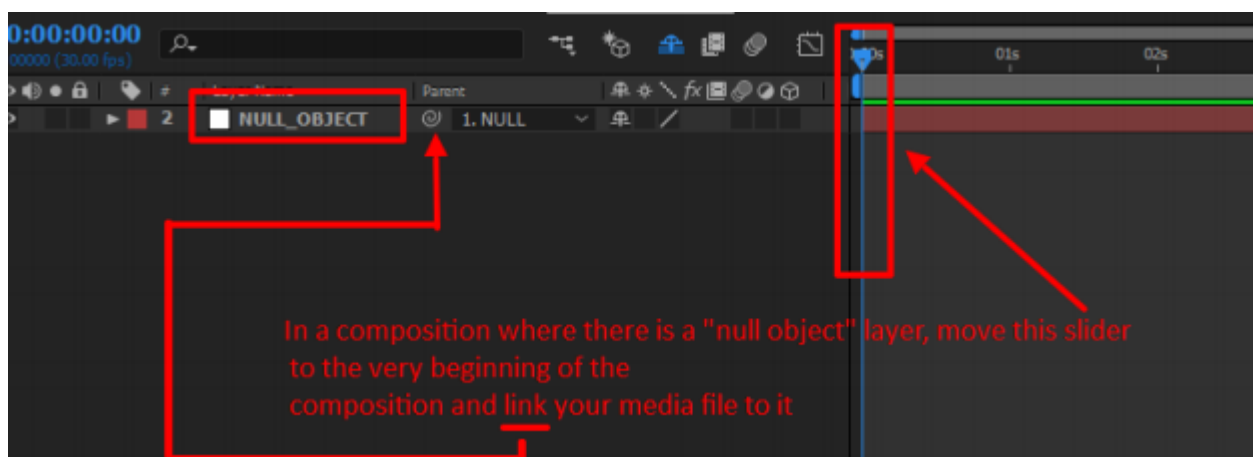 0:00:00:00
00000 (30.00 fps)
01s
02s
# Layer Name Parent
2 NULL_OBJECT 1. NULL
In a composition where there is a "null object" layer, move this slider
to the very beginning of the
composition and link your media file to it